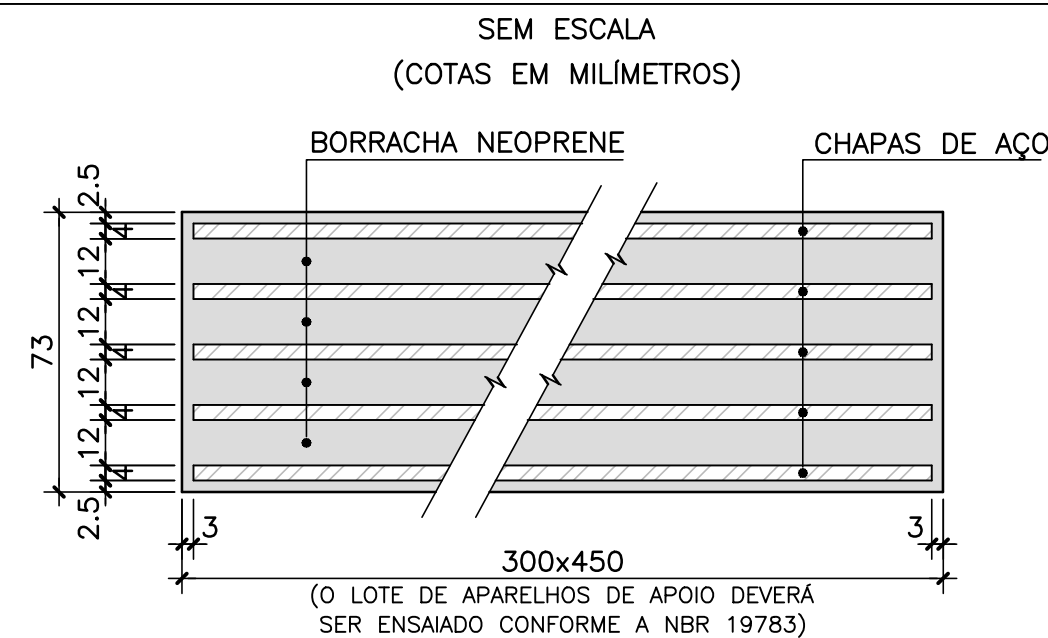 SEM ESCALA
(COTAS EM MILÍMETROS)
BORRACHA NEOPRENE
CHAPAS DE AÇO
2.5
4
12
4
12
4
12
4
12
4
2.5
73
3
3
300x450
(O LOTE DE APARELHOS DE APOIO DEVERÁ
SER ENSAIADO CONFORME A NBR 19783)